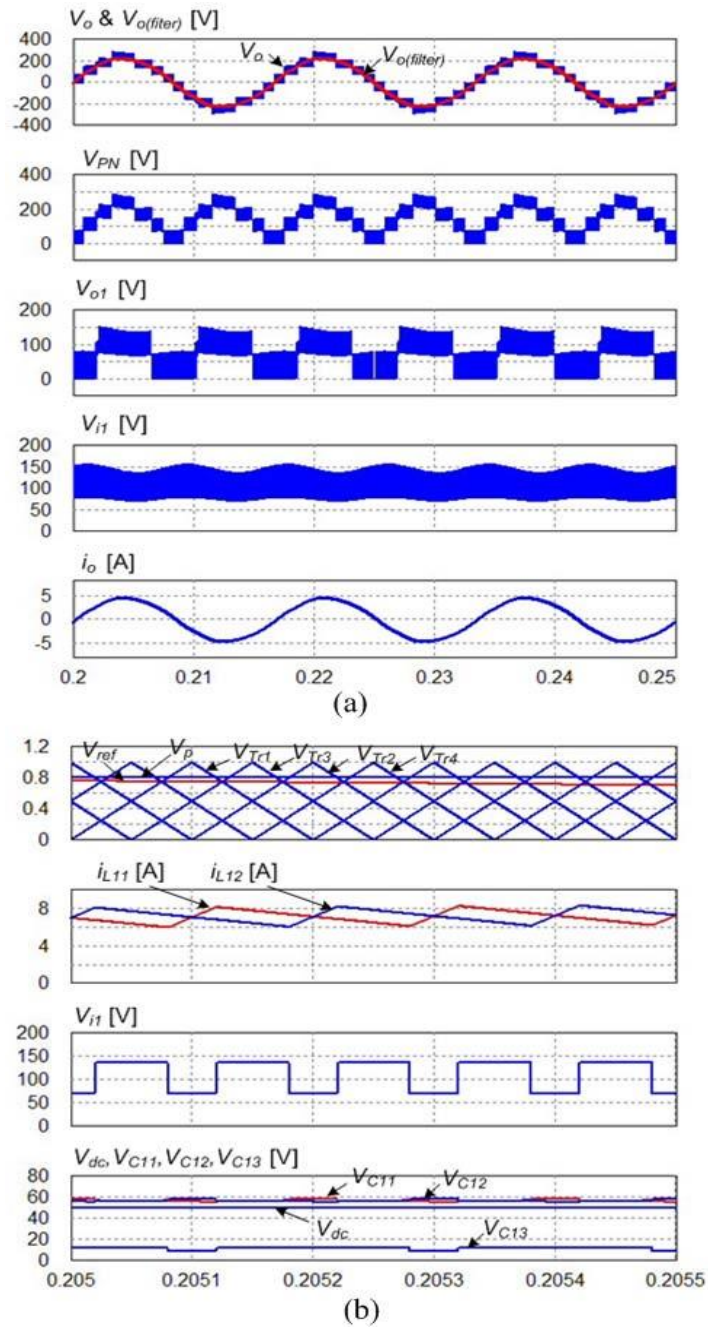 V_o & V_o(fiter) [V]
400
200
0
-200
-400
V_o
V_o(filter)
V_PN [V]
400
200
0
V_o1 [V]
200
100
0
V_i1 [V]
200
150
100
50
0
i_o [A]
5
0
-5
0.2 0.21 0.22 0.23 0.24 0.25
(a)
1.2
0.8
0.4
0
V_ref V_p V_Tr1 V_Tr3 V_Tr2 V_Tr4
i_L11 [A] i_L12 [A]
8
4
0
V_i1 [V]
200
150
100
50
0
V_dc, V_C11, V_C12, V_C13 [V]
80
60
40
20
0
V_C11 V_C12
V_dc V_C13
0.205 0.2051 0.2052 0.2053 0.2054 0.2055
(b)